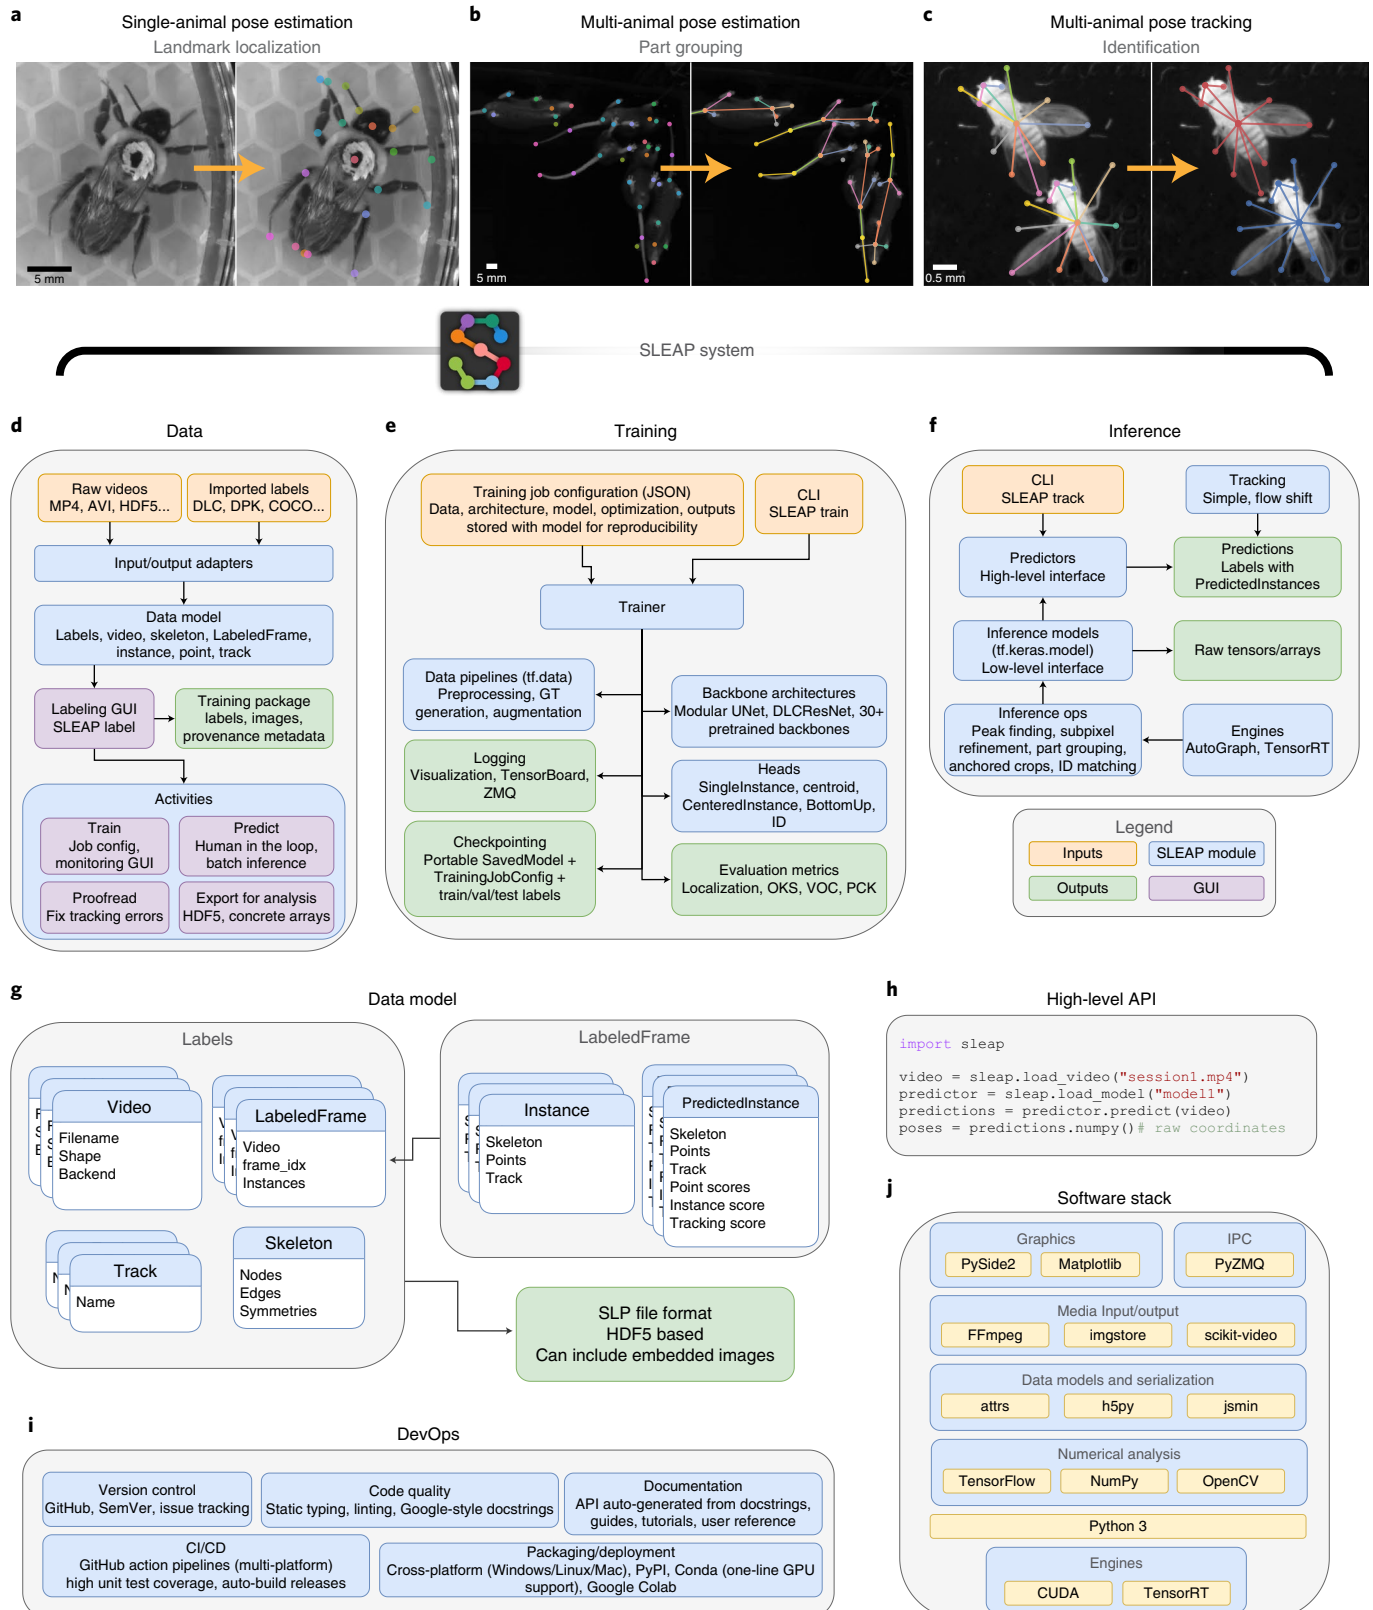 a
Single-animal pose estimation
Landmark localization
5 mm
b
Multi-animal pose estimation
Part grouping
5 mm
c
Multi-animal pose tracking
Identification
0.5 mm
SLEAP system
d
Data
Raw videos
MP4, AVI, HDF5...
Imported labels
DLC, DPK, COCO...
Input/output adapters
Data model
Labels, video, skeleton, LabeledFrame,
instance, point, track
Labeling GUI
SLEAP label
Training package
labels, images,
provenance metadata
Activities
Train
Job config,
monitoring GUI
Predict
Human in the loop,
batch inference
Proofread
Fix tracking errors
Export for analysis
HDF5, concrete arrays
e
Training
Training job configuration (JSON)
Data, architecture, model, optimization, outputs
stored with model for reproducibility
CLI
SLEAP train
Trainer
Data pipelines (tf.data)
Preprocessing, GT
generation, augmentation
Backbone architectures
Modular UNet, DLCResNet, 30+
pretrained backbones
Logging
Visualization, TensorBoard,
ZMQ
Heads
SingleInstance, centroid,
CenteredInstance, BottomUp,
ID
Checkpointing
Portable SavedModel +
TrainingJobConfig +
train/val/test labels
Evaluation metrics
Localization, OKS, VOC, PCK
f
Inference
CLI
SLEAP track
Tracking
Simple, flow shift
Predictors
High-level interface
Predictions
Labels with
PredictedInstances
Inference models
(tf.keras.model)
Low-level interface
Raw tensors/arrays
Inference ops
Peak finding, subpixel
refinement, part grouping,
anchored crops, ID matching
Engines
AutoGraph, TensorRT
Legend
Inputs
SLEAP module
Outputs
GUI
g
Data model
Labels
Video
Filename
Shape
Backend
LabeledFrame
Video
frame_idx
Instances
Track
Name
Skeleton
Nodes
Edges
Symmetries
LabeledFrame
Instance
Skeleton
Points
Track
PredictedInstance
Skeleton
Points
Track
Point scores
Instance score
Tracking score
SLP file format
HDF5 based
Can include embedded images
h
High-level API
import sleap
video = sleap.load_video("session1.mp4")
predictor = sleap.load_model("model1")
predictions = predictor.predict(video)
poses = predictions.numpy()# raw coordinates
i
DevOps
Version control
GitHub, SemVer, issue tracking
Code quality
Static typing, linting, Google-style docstrings
Documentation
API auto-generated from docstrings,
guides, tutorials, user reference
CI/CD
GitHub action pipelines (multi-platform)
high unit test coverage, auto-build releases
Packaging/deployment
Cross-platform (Windows/Linux/Mac), PyPI, Conda (one-line GPU
support), Google Colab
j
Software stack
Graphics
PySide2
Matplotlib
IPC
PyZMQ
Media Input/output
FFmpeg
imgstore
scikit-video
Data models and serialization
attrs
h5py
jsmin
Numerical analysis
TensorFlow
NumPy
OpenCV
Python 3
Engines
CUDA
TensorRT